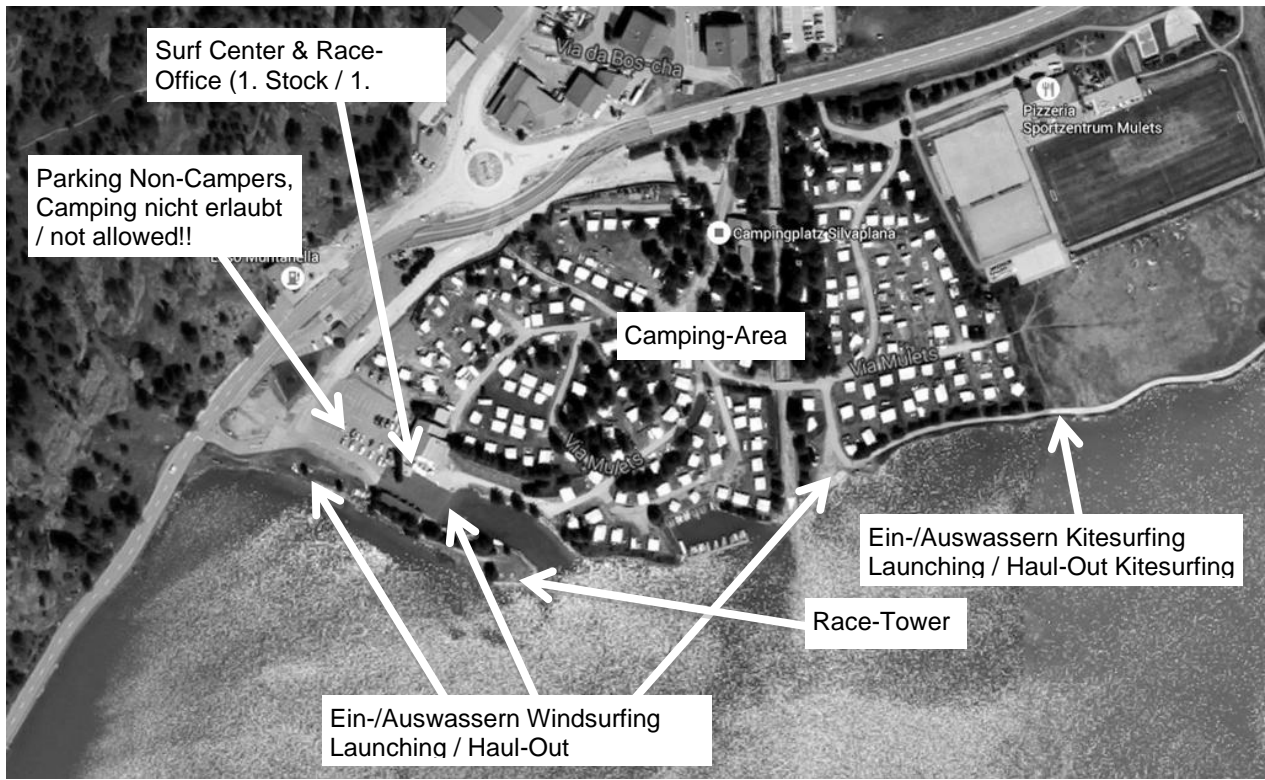 Surf Center & Race-
Office (1. Stock / 1.
Via da Bos-cha
Pizzeria
Sportzentrum Mulets
Parking Non-Campers,
Camping nicht erlaubt
/ not allowed!!
Muntanella
Campingplatz Silvaplana
Camping-Area
Via Mulets
Via Mulets
Ein-/Auswassern Kitesurfing
Launching / Haul-Out Kitesurfing
Race-Tower
Ein-/Auswassern Windsurfing
Launching / Haul-Out